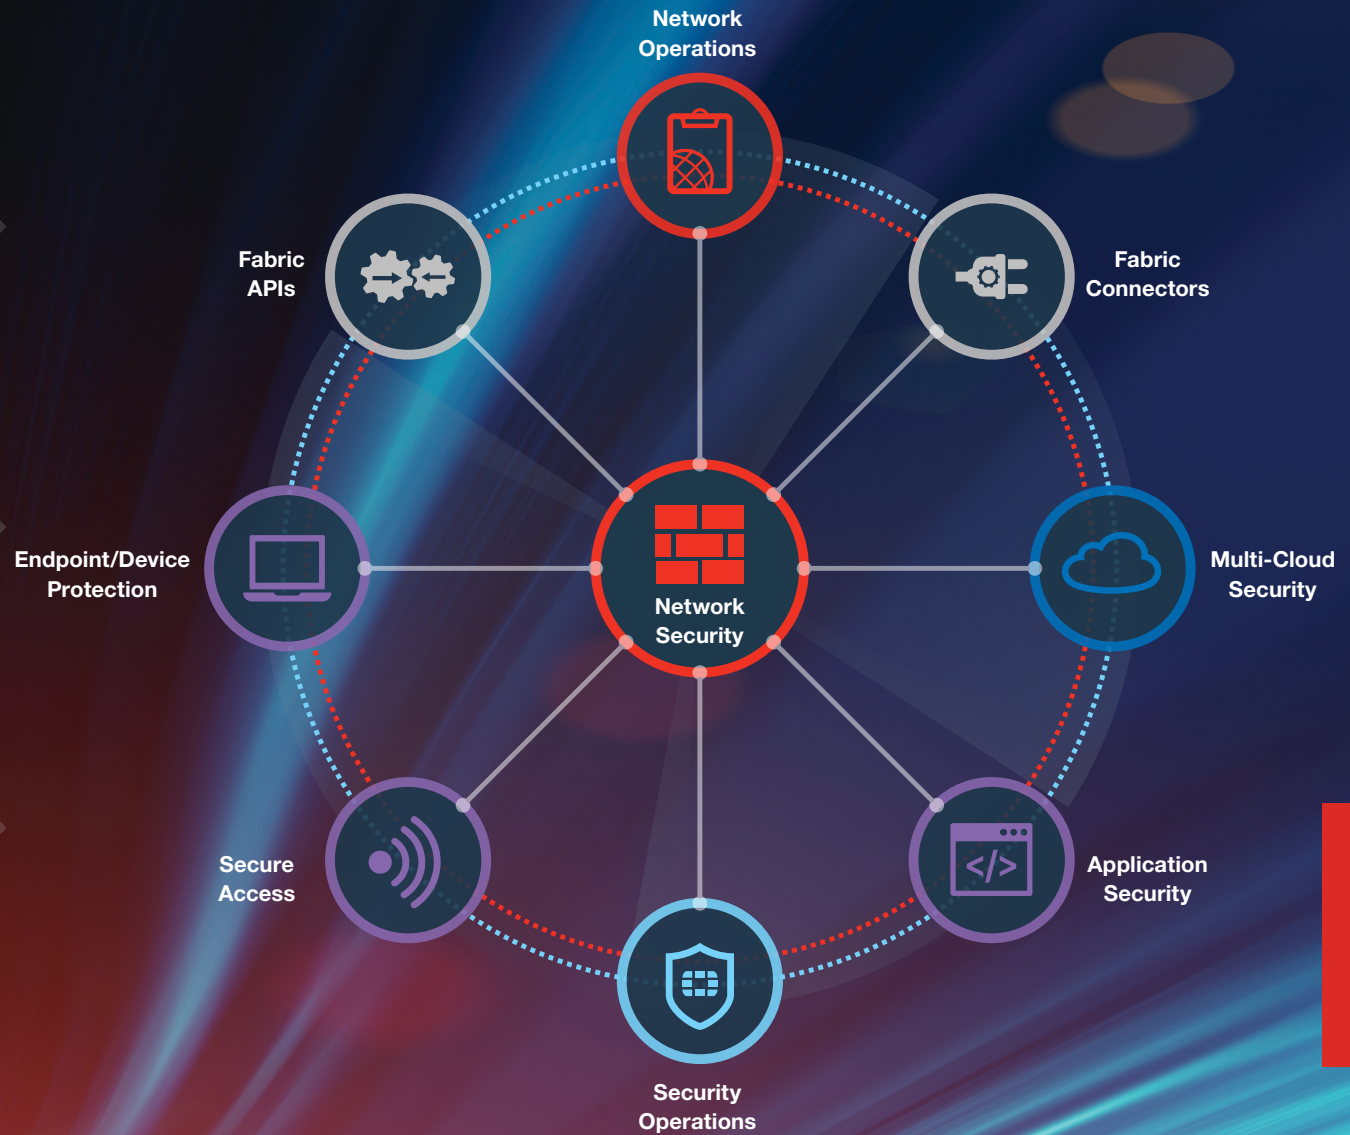 Network
Operations
Fabric
APIs
Fabric
Connectors
Endpoint/Device
Protection
Network
Security
Multi-Cloud
Security
Secure
Access
</>
Application
Security
Security
Operations